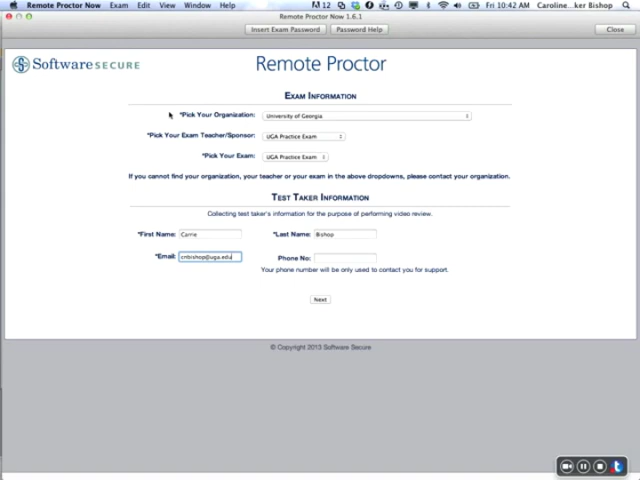 Remote Proctor Now Exam Edit View Window Help 12 Fri 10:42 AM Caroline...ker Bishop
Remote Proctor Now 1.6.1
Insert Exam Password Password Help Close
SoftwareSECURE Remote Proctor
EXAM INFORMATION
*Pick Your Organization: University of Georgia
*Pick Your Exam Teacher/Sponsor: UGA Practice Exam
*Pick Your Exam: UGA Practice Exam
If you cannot find your organization, your teacher or your exam in the above dropdowns, please contact your organization.
TEST TAKER INFORMATION
Collecting test taker's information for the purpose of performing video review.
*First Name: Carrie *Last Name: Bishop
*Email: cnbishop@uga.edu Phone No:
Your phone number will be only used to contact you for support.
Next
© Copyright 2013 Software Secure